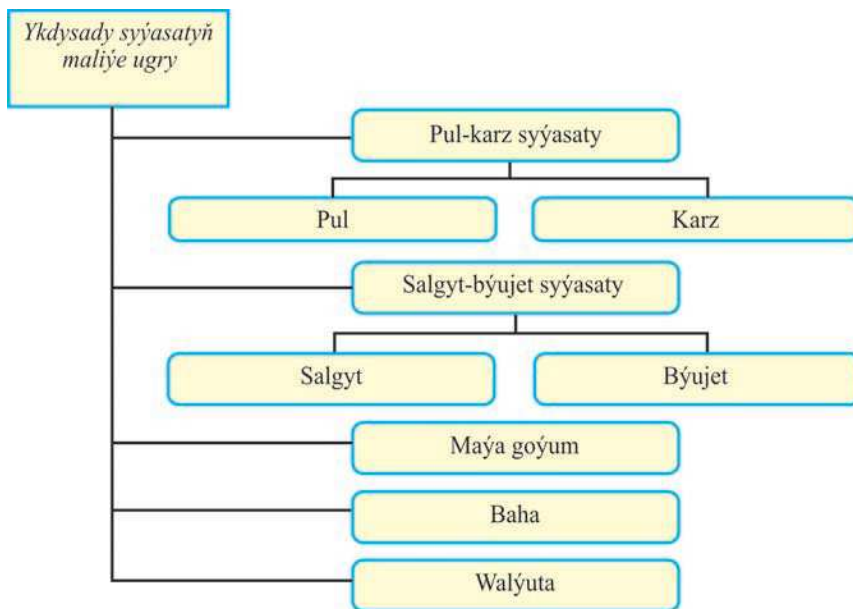 Ykdysady syýasatyň
maliýe ugry
Pul-karz syýasaty
Pul
Karz
Salgyt-býujet syýasaty
Salgyt
Býujet
Maýa goýum
Baha
Walýuta